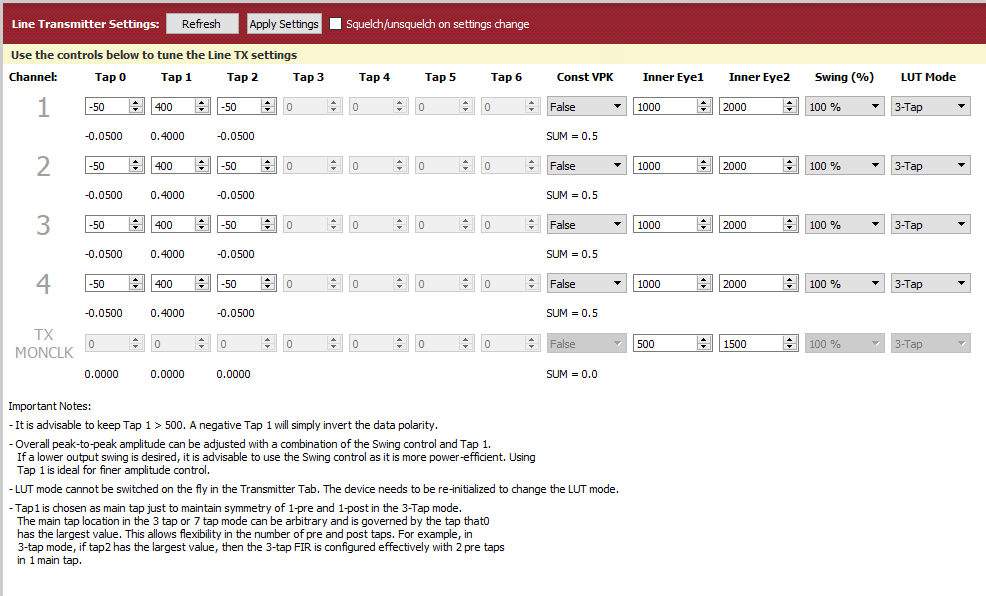 Line Transmitter Settings: Refresh Apply Settings Squelch/unsquelch on settings change
Use the controls below to tune the Line TX settings
Channel: Tap 0 Tap 1 Tap 2 Tap 3 Tap 4 Tap 5 Tap 6 Const VPK Inner Eye1 Inner Eye2 Swing (%) LUT Mode
1 -50 400 -50 0 0 0 0 False 1000 2000 100 % 3-Tap
-0.0500 0.4000 -0.0500 SUM = 0.5
2 -50 400 -50 0 0 0 0 False 1000 2000 100 % 3-Tap
-0.0500 0.4000 -0.0500 SUM = 0.5
3 -50 400 -50 0 0 0 0 False 1000 2000 100 % 3-Tap
-0.0500 0.4000 -0.0500 SUM = 0.5
4 -50 400 -50 0 0 0 0 False 1000 2000 100 % 3-Tap
-0.0500 0.4000 -0.0500 SUM = 0.5
TX
MONCLK 0 0 0 0 0 0 0 False 500 1500 100 % 3-Tap
0.0000 0.0000 0.0000 SUM = 0.0
Important Notes:
- It is advisable to keep Tap 1 > 500. A negative Tap 1 will simply invert the data polarity.
- Overall peak-to-peak amplitude can be adjusted with a combination of the Swing control and Tap 1.
If a lower output swing is desired, it is advisable to use the Swing control as it is more power-efficient. Using
Tap 1 is ideal for finer amplitude control.
- LUT mode cannot be switched on the fly in the Transmitter Tab. The device needs to be re-initialized to change the LUT mode.
- Tap1 is chosen as main tap just to maintain symmetry of 1-pre and 1-post in the 3-Tap mode.
The main tap location in the 3 tap or 7 tap mode can be arbitrary and is governed by the tap that0
has the largest value. This allows flexibility in the number of pre and post taps. For example, in
3-tap mode, if tap2 has the largest value, then the 3-tap FIR is configured effectively with 2 pre taps
in 1 main tap.